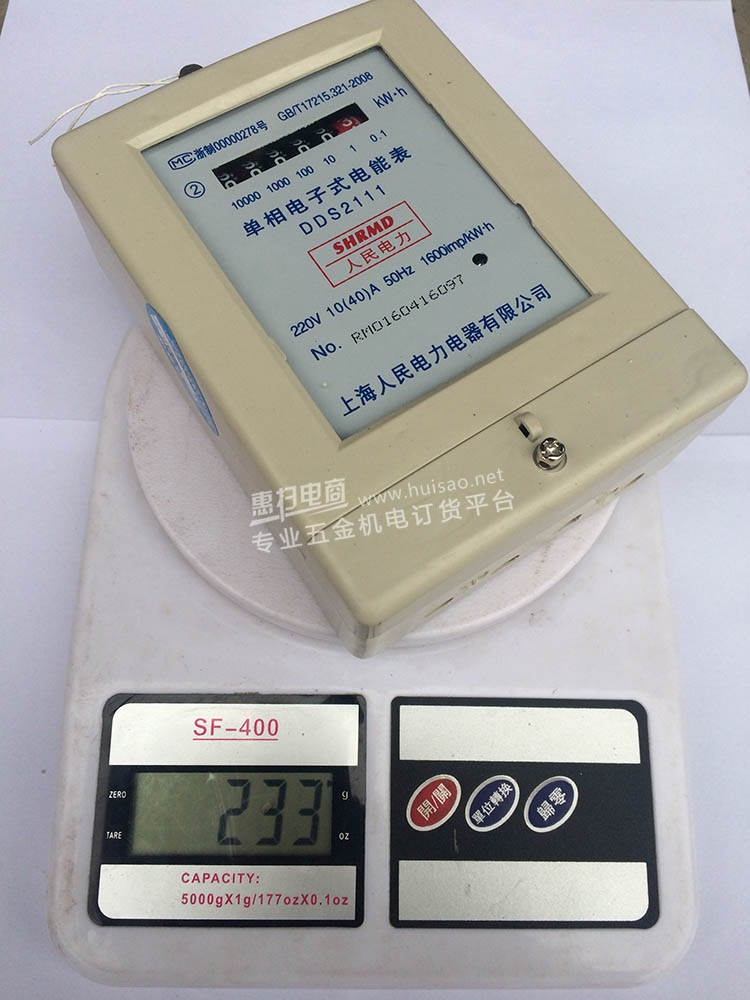 GB/T17215.321-2008
MC 浙制00000278号
kW·h
②
10000 1000 100 10 1 0.1
单相电子式电能表
DDS2111
SHRMD
人民电力
220V 10(40)A 50Hz 1600imp/kW·h
No. RM0160416097
上海人民电力电器有限公司
惠扫电商 www.huisao.net
专业五金机电订货平台
SF-400
ZERO
233
g
TARE
oz
CAPACITY:
5000gX1g/177ozX0.1oz
開/關
單位轉換
歸零